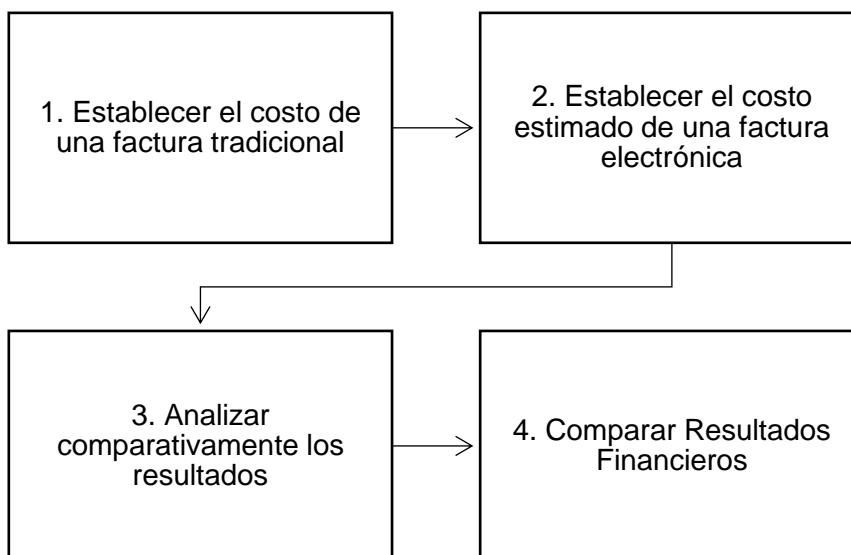 1. Establecer el costo de
una factura tradicional
2. Establecer el costo
estimado de una factura
electrónica
3. Analizar
comparativamente los
resultados
4. Comparar Resultados
Financieros